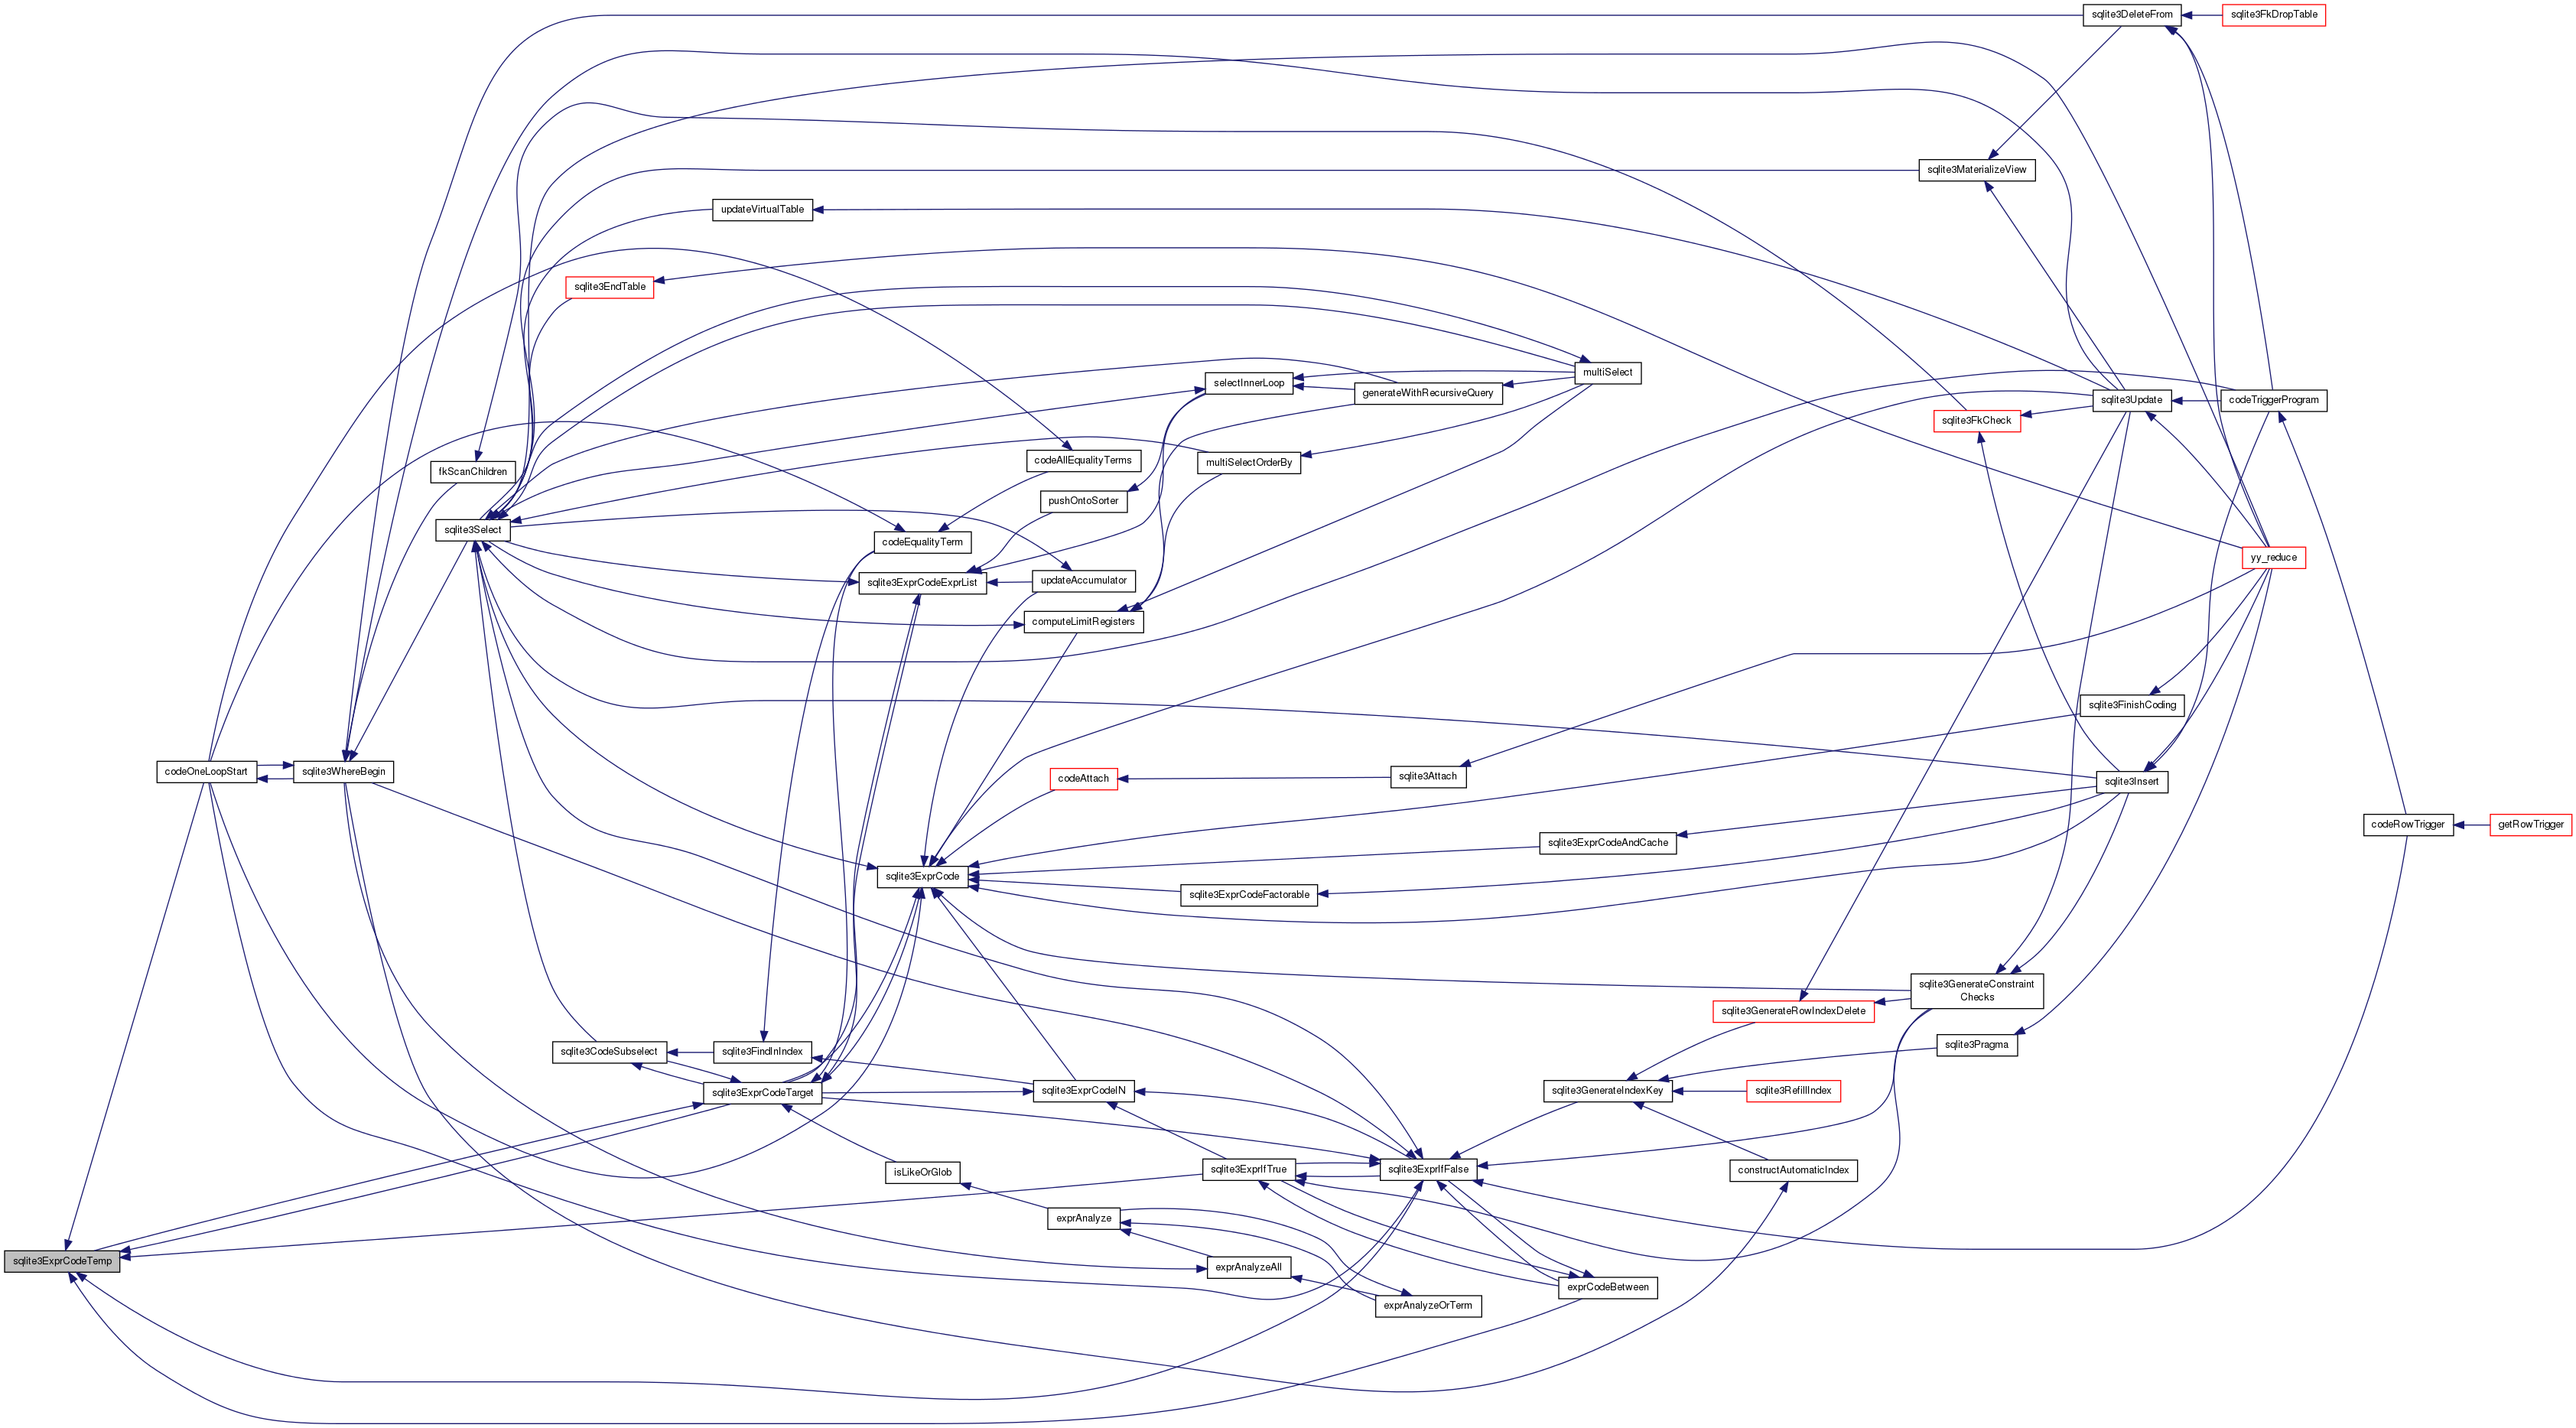 sqlite3DeleteFrom
sqlite3FkDropTable
sqlite3MaterializeView
updateVirtualTable
sqlite3EndTable
multiSelect
selectInnerLoop
generateWithRecursiveQuery
sqlite3Update
codeTriggerProgram
sqlite3FkCheck
codeAllEqualityTerms
multiSelectOrderBy
fkScanChildren
pushOntoSorter
sqlite3Select
codeEqualityTerm
yy_reduce
sqlite3ExprCodeExprList
updateAccumulator
computeLimitRegisters
sqlite3FinishCoding
codeOneLoopStart
sqlite3WhereBegin
codeAttach
sqlite3Attach
sqlite3Insert
codeRowTrigger
getRowTrigger
sqlite3ExprCodeAndCache
sqlite3ExprCode
sqlite3ExprCodeFactorable
sqlite3GenerateConstraint
Checks
sqlite3GenerateRowIndexDelete
sqlite3Pragma
sqlite3CodeSubselect
sqlite3FindInIndex
sqlite3ExprCodeTarget
sqlite3ExprCodeIN
sqlite3GenerateIndexKey
sqlite3RefillIndex
isLikeOrGlob
sqlite3ExprIfTrue
sqlite3ExprIfFalse
constructAutomaticIndex
exprAnalyze
sqlite3ExprCodeTemp
exprAnalyzeAll
exprCodeBetween
exprAnalyzeOrTerm